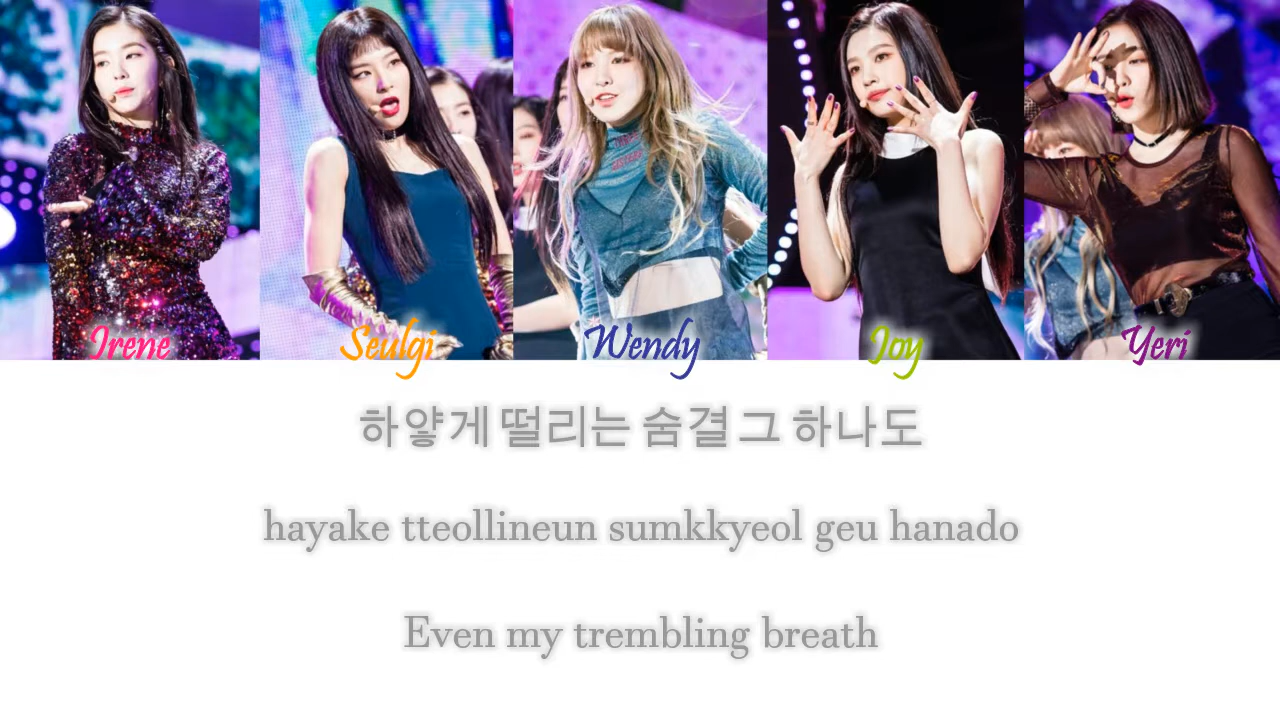 Irene Seulgi Wendy Joy Yeri
하얗게 떨리는 숨결 그 하나도
hayake tteollineun sumkkyeol geu hanado
Even my trembling breath